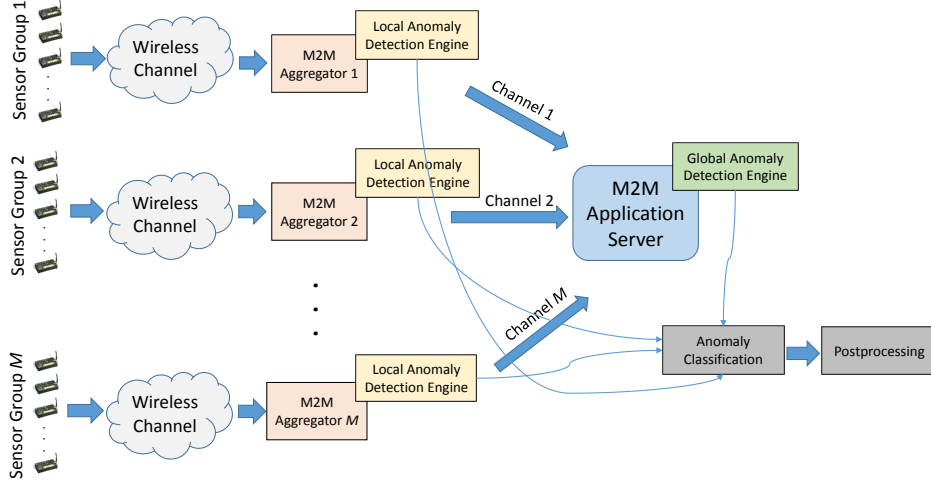 Sensor Group 1
Wireless
Channel
M2M
Aggregator 1
Local Anomaly
Detection Engine
Channel 1
Sensor Group 2
Wireless
Channel
M2M
Aggregator 2
Local Anomaly
Detection Engine
Channel 2
M2M
Application
Server
Global Anomaly
Detection Engine
Sensor Group M
Wireless
Channel
M2M
Aggregator M
Local Anomaly
Detection Engine
Channel M
Anomaly
Classification
Postprocessing